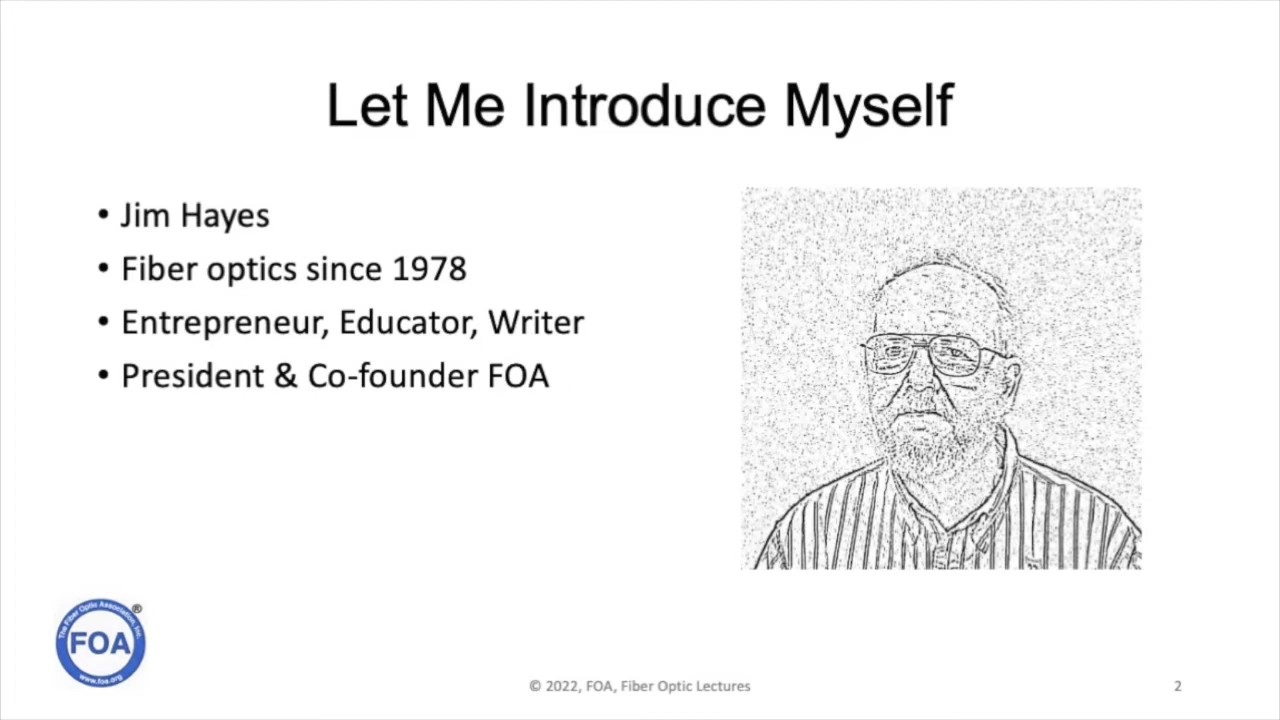 Let Me Introduce Myself
• Jim Hayes
• Fiber optics since 1978
• Entrepreneur, Educator, Writer
• President & Co-founder FOA
The Fiber Optic Association, Inc.
®
FOA
www.foa.org
© 2022, FOA, Fiber Optic Lectures
2